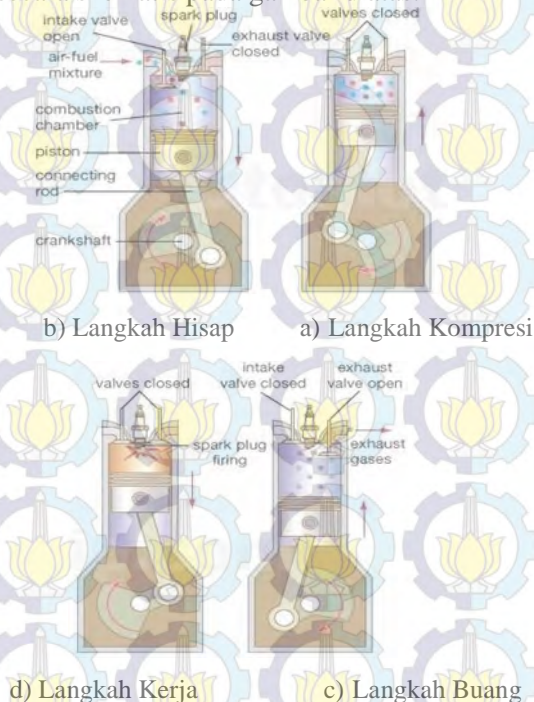 spark plug
intake valve
open
exhaust valve
closed
air-fuel
mixture
combustion
chamber
piston
connecting
rod
crankshaft
valves closed
b) Langkah Hisap
a) Langkah Kompresi
valves closed
spark plug
firing
intake
valve closed
exhaust
valve open
exhaust
gases
d) Langkah Kerja
c) Langkah Buang